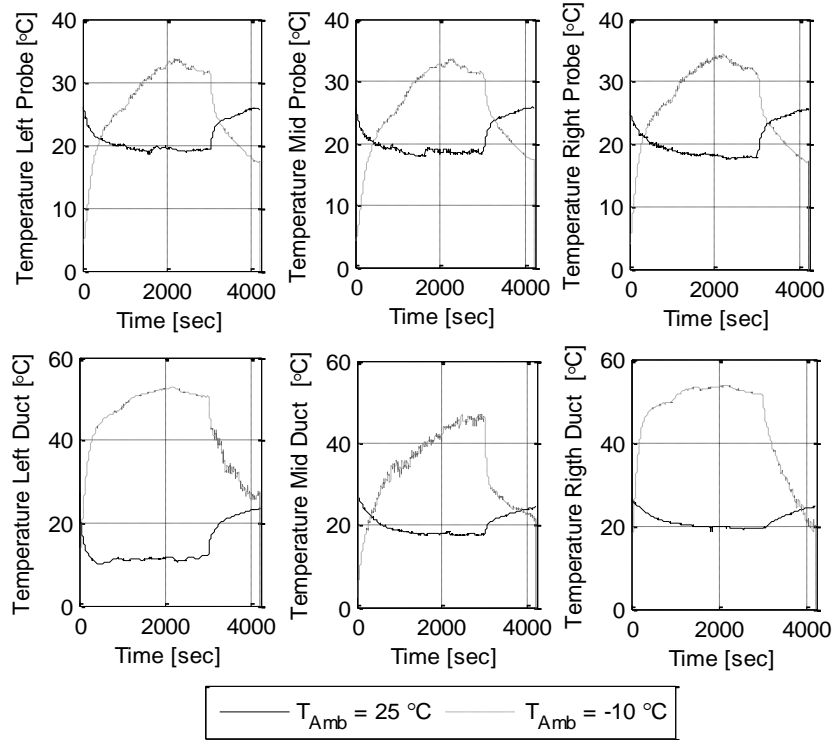 Temperature Left Probe [°C]
40
30
20
10
0
0 2000 4000
Time [sec]
Temperature Mid Probe [°C]
40
30
20
10
0
0 2000 4000
Time [sec]
Temperature Right Probe [°C]
40
30
20
10
0
0 2000 4000
Time [sec]
Temperature Left Duct [°C]
60
40
20
0
0 2000 4000
Time [sec]
Temperature Mid Duct [°C]
60
40
20
0
0 2000 4000
Time [sec]
Temperature Rigth Duct [°C]
60
40
20
0
0 2000 4000
Time [sec]
T_Amb = 25 °C T_Amb = -10 °C